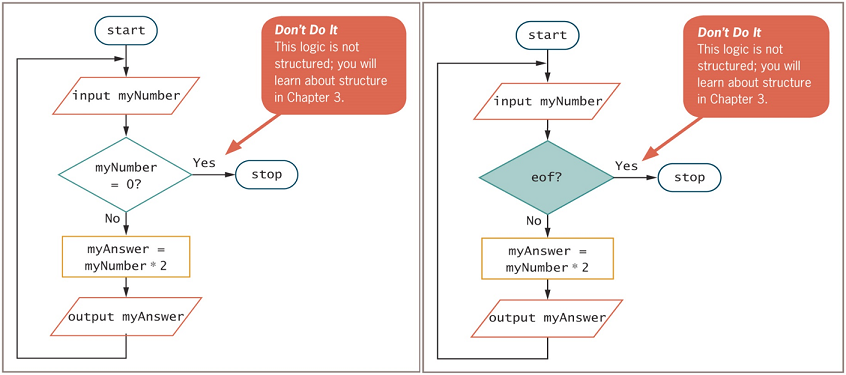 start
Don't Do It
This logic is not
structured; you will
learn about structure
in Chapter 3.
input myNumber
myNumber
= 0?
Yes
stop
No
myAnswer =
myNumber * 2
output myAnswer
start
Don't Do It
This logic is not
structured; you will
learn about structure
in Chapter 3.
input myNumber
eof?
Yes
stop
No
myAnswer =
myNumber * 2
output myAnswer